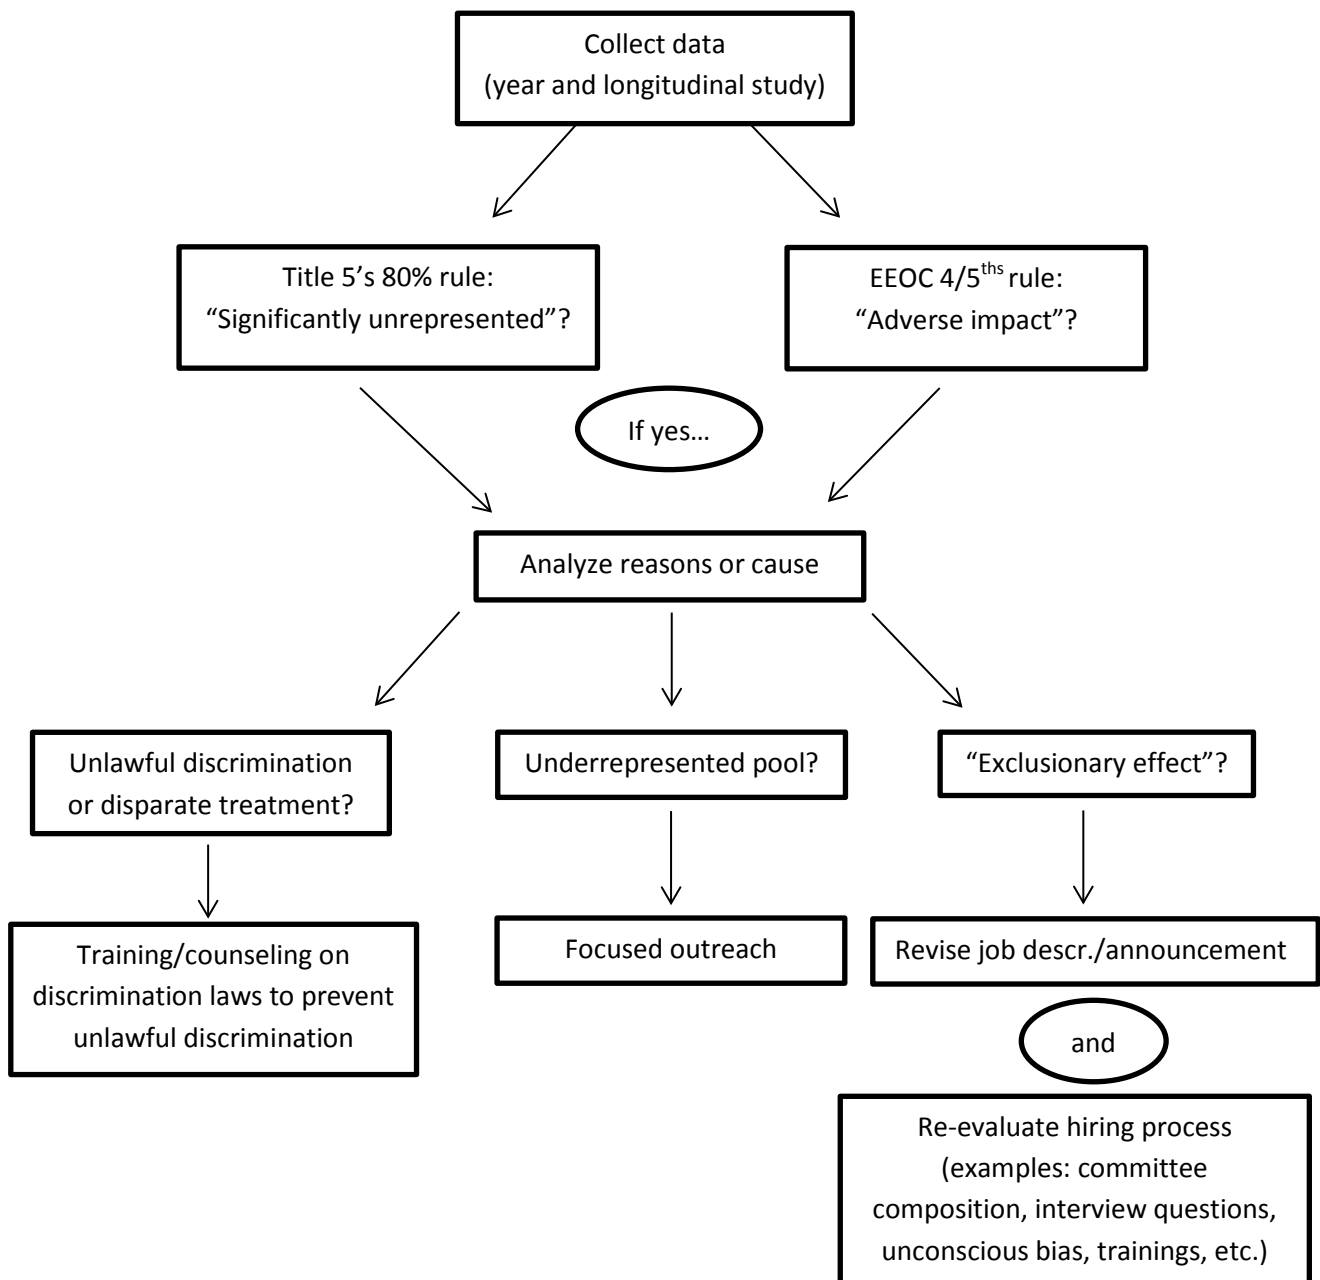 Collect data
(year and longitudinal study)
Title 5’s 80% rule:
“Significantly unrepresented”?
EEOC 4/5ths rule:
“Adverse impact”?
If yes…
Analyze reasons or cause
Unlawful discrimination
or disparate treatment?
Underrepresented pool?
“Exclusionary effect”?
Training/counseling on
discrimination laws to prevent
unlawful discrimination
Focused outreach
Revise job descr./announcement
and
Re-evaluate hiring process
(examples: committee
composition, interview questions,
unconscious bias, trainings, etc.)